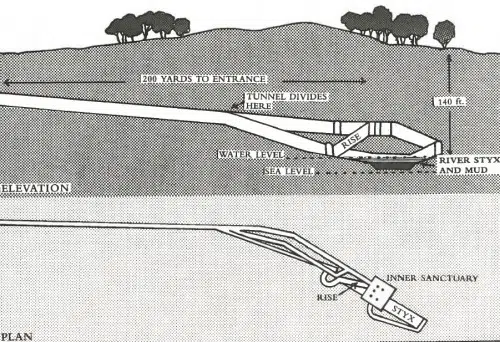 200 YARDS TO ENTRANCE
TUNNEL DIVIDES
HERE
140 ft.
RISE
WATER LEVEL
RIVER STYX
AND MUD
SEA LEVEL
ELEVATION
INNER SANCTUARY
RISE
STYX
PLAN